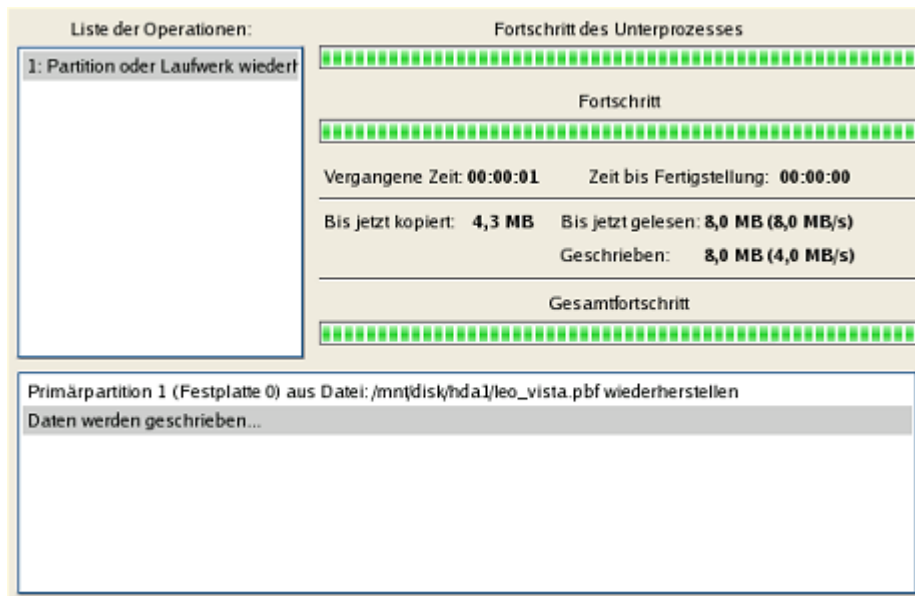 Liste der Operationen:
1: Partition oder Laufwerk wiederh
Fortschritt des Unterprozesses
Fortschritt
Vergangene Zeit: 00:00:01 Zeit bis Fertigstellung: 00:00:00
Bis jetzt kopiert: 4,3 MB Bis jetzt gelesen: 8,0 MB (8,0 MB/s)
Geschrieben: 8,0 MB (4,0 MB/s)
Gesamtfortschritt
Primärpartition 1 (Festplatte 0) aus Datei: /mnt/disk/hda1/leo_vista.pbf wiederherstellen
Daten werden geschrieben...